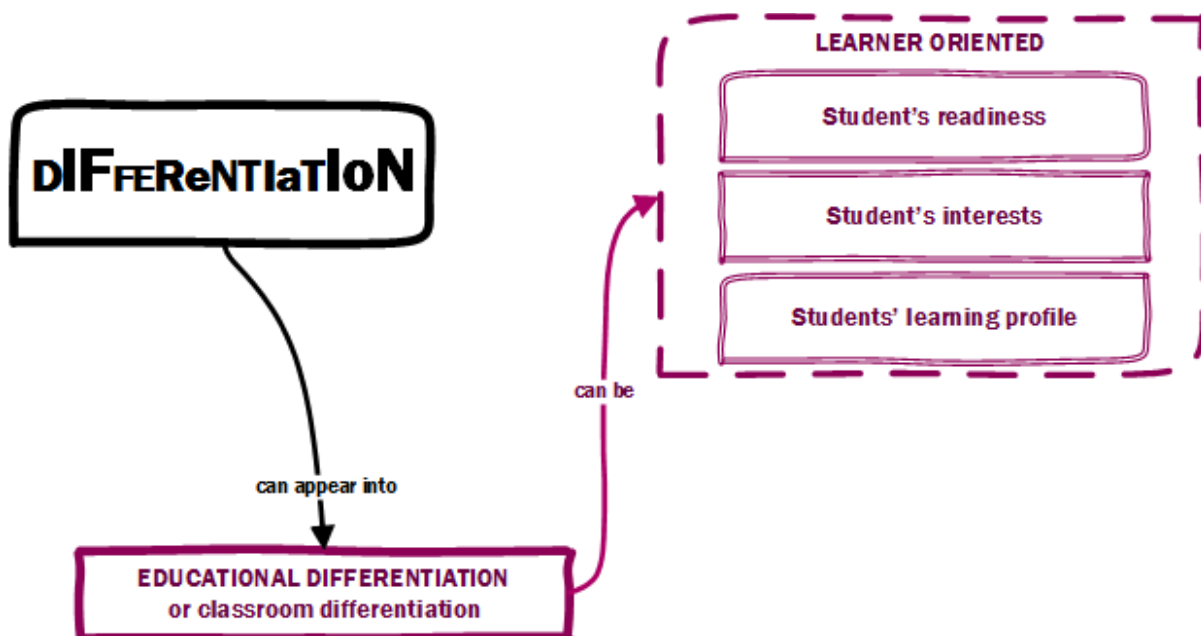 DIFFEReNTIaTIoN
can appear into
EDUCATIONAL DIFFERENTIATION
or classroom differentiation
can be
LEARNER ORIENTED
Student's readiness
Student's interests
Students' learning profile